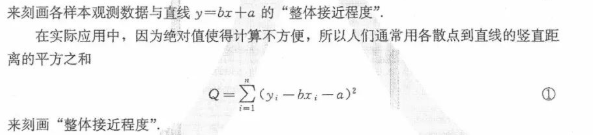 来刻画各样本观测数据与直线 y=bx+a 的“整体接近程度”.
在实际应用中，因为绝对值使得计算不方便，所以人们通常用各散点到直线的竖直距
离的平方之和
Q=∑ᵢ₌₁ⁿ(yᵢ－bxᵢ－a)² ①
来刻画“整体接近程度”.